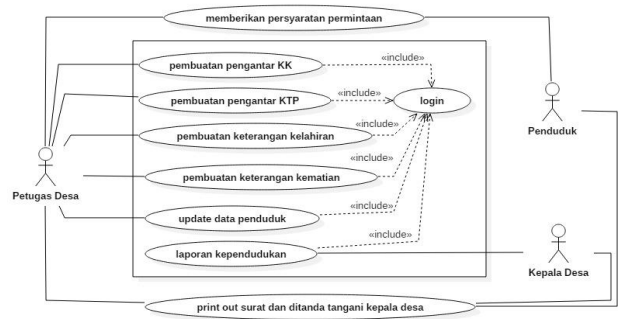 memberikan persyaratan permintaan
pembuatan pengantar KK
«include»
pembuatan pengantar KTP
«include»
login
«include»
pembuatan keterangan kelahiran
Penduduk
«include»
pembuatan keterangan kematian
Petugas Desa
«include»
update data penduduk
«include»
laporan kependudukan
Kepala Desa
print out surat dan ditanda tangani kepala desa